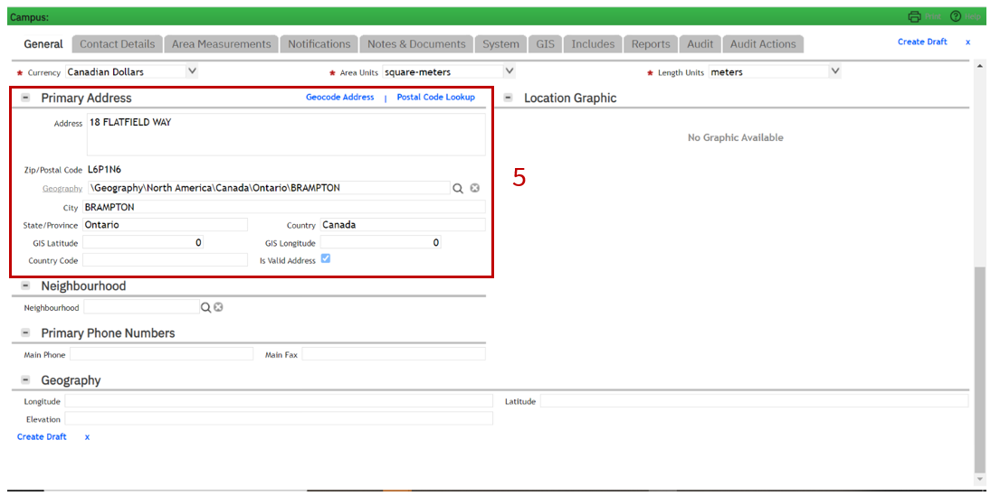 Campus: Print Help
General Contact Details Area Measurements Notifications Notes & Documents System GIS Includes Reports Audit Audit Actions Create Draft x
* Currency Canadian Dollars * Area Units square-meters * Length Units meters
Primary Address Geocode Address | Postal Code Lookup Location Graphic
Address 18 FLATFIELD WAY
No Graphic Available
Zip/Postal Code L6P1N6
5
Geography \Geography\North America\Canada\Ontario\BRAMPTON
City BRAMPTON
State/Province Ontario Country Canada
GIS Latitude 0 GIS Longitude 0
Country Code Is Valid Address
Neighbourhood
Neighbourhood
Primary Phone Numbers
Main Phone Main Fax
Geography
Longitude Latitude
Elevation
Create Draft x